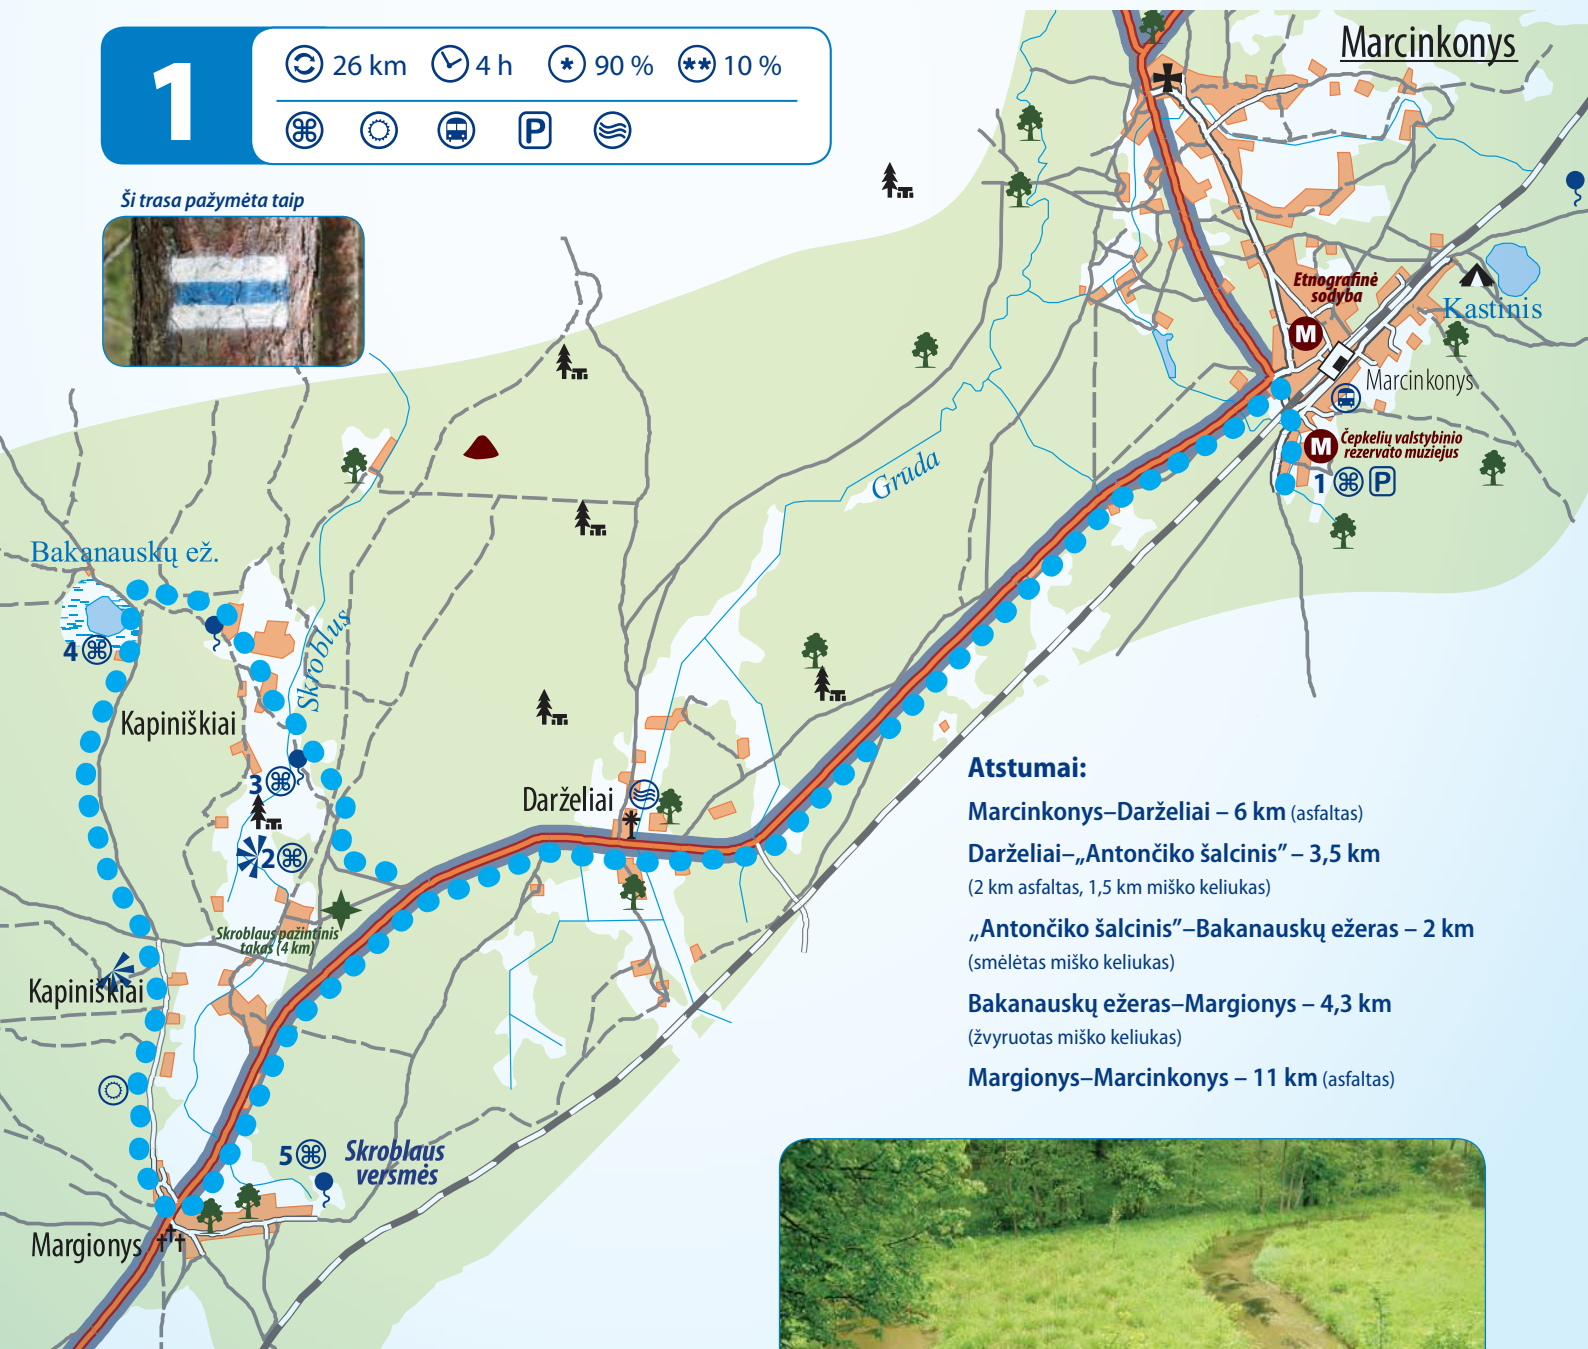 1
26 km 4 h * 90 % ** 10 %
P
Ši trasa pažymėta taip
Marcinkonys
Etnografinė
sodyba
M
Kastinis
Marcinkonys
M
Čepkelių valstybinio
rezervato muziejus
1 P
Grūda
Bakanauskų ež.
4
Skroblus
Kapiniškiai
3
2
Darželiai
Skroblaus pažintinis
takas (4 km)
Kapiniškiai
5
Skroblaus
versmės
Margionys
Atstumai:
Marcinkonys–Darželiai – 6 km (asfaltas)
Darželiai–„Antončiko šalcinis” – 3,5 km
(2 km asfaltas, 1,5 km miško keliukas)
„Antončiko šalcinis”–Bakanauskų ežeras – 2 km
(smėlėtas miško keliukas)
Bakanauskų ežeras–Margionys – 4,3 km
(žvyruotas miško keliukas)
Margionys–Marcinkonys – 11 km (asfaltas)